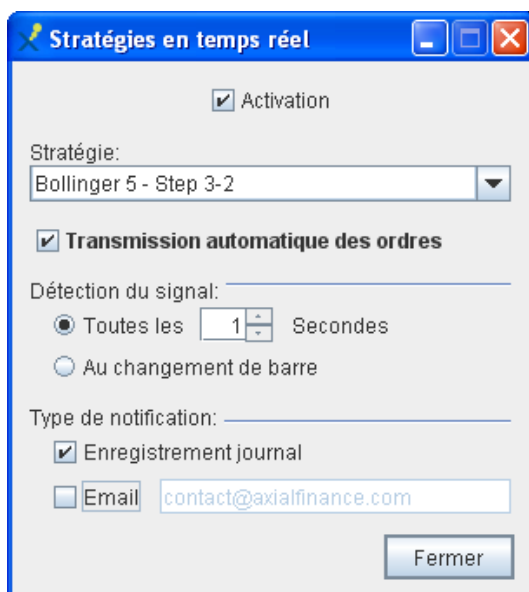 Stratégies en temps réel
Activation
Stratégie:
Bollinger 5 - Step 3-2
Transmission automatique des ordres
Détection du signal:
Toutes les 1 Secondes
Au changement de barre
Type de notification:
Enregistrement journal
Email contact@axialfinance.com
Fermer